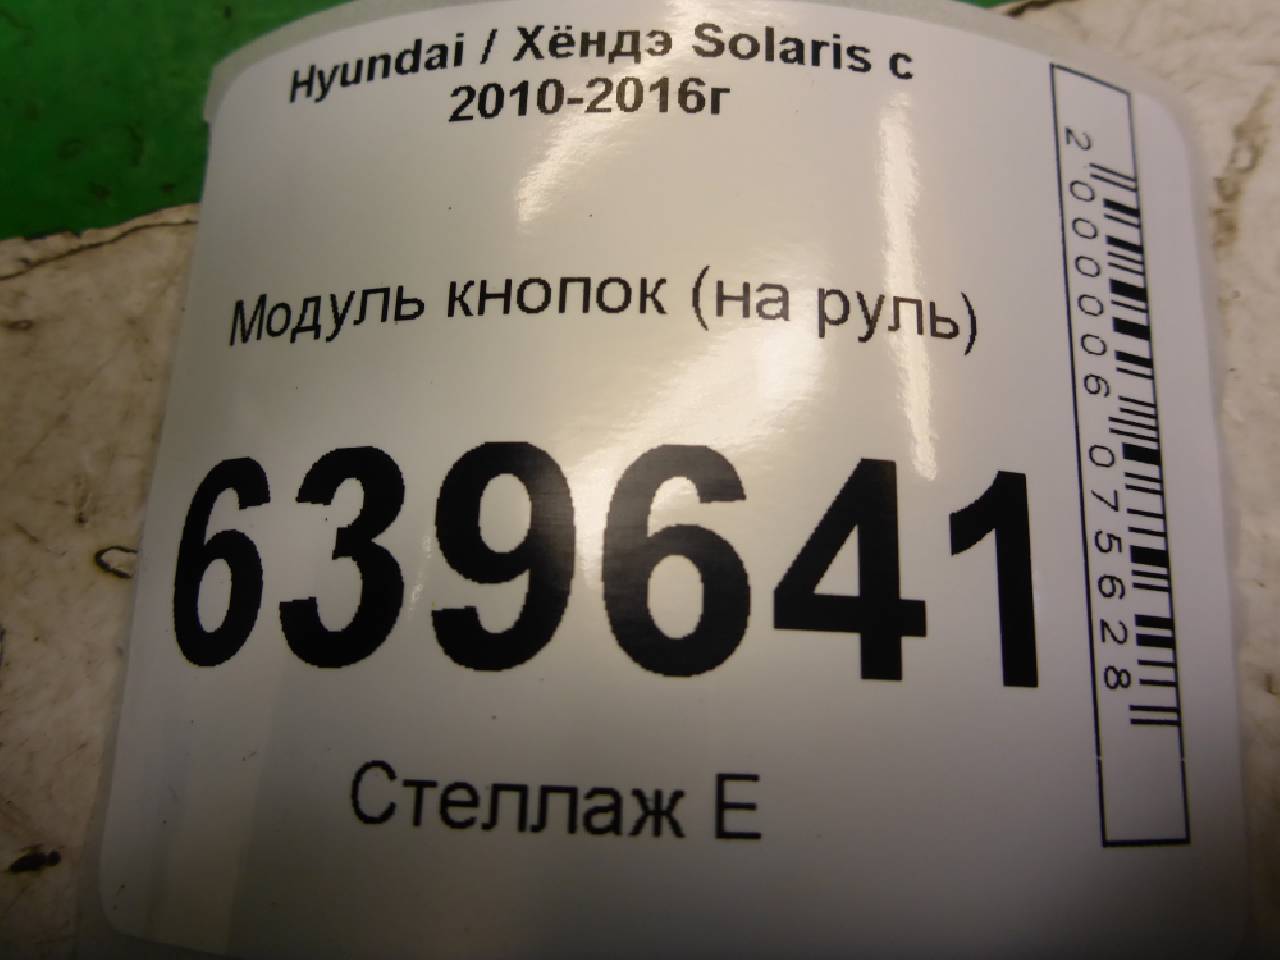 Hyundai / Хёндэ Solaris с
2010-2016г
Модуль кнопок (на руль)
639641
Стеллаж Е
2000006075628